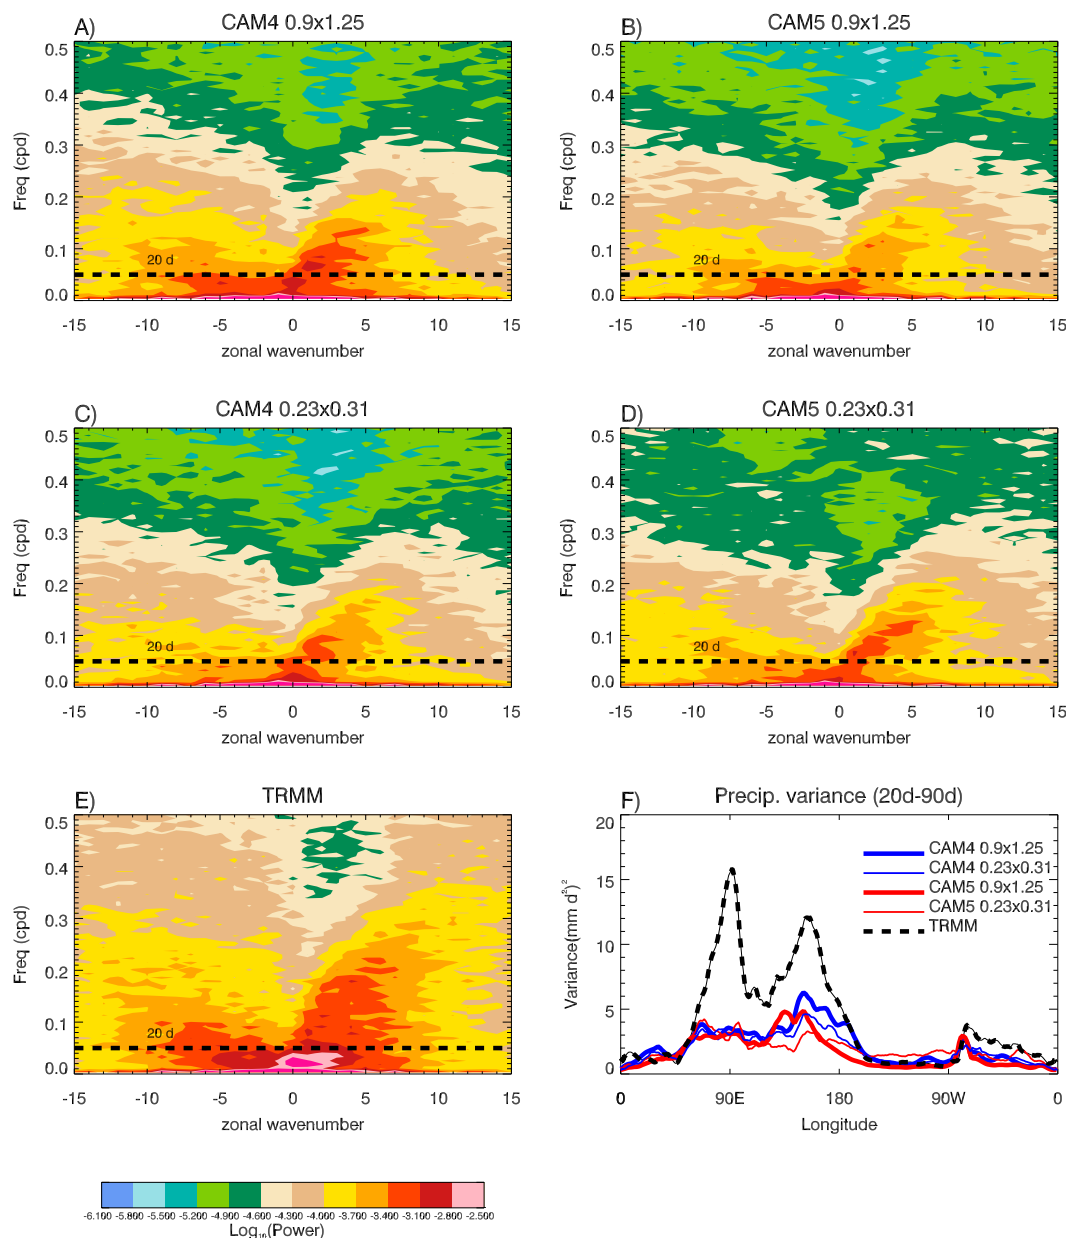 A) CAM4 0.9x1.25
0.5
0.4
0.3
0.2
0.1
0.0
Freq (cpd)
20 d
-15 -10 -5 0 5 10 15
zonal wavenumber
B) CAM5 0.9x1.25
0.5
0.4
0.3
0.2
0.1
0.0
Freq (cpd)
20 d
-15 -10 -5 0 5 10 15
zonal wavenumber
C) CAM4 0.23x0.31
0.5
0.4
0.3
0.2
0.1
0.0
Freq (cpd)
20 d
-15 -10 -5 0 5 10 15
zonal wavenumber
D) CAM5 0.23x0.31
0.5
0.4
0.3
0.2
0.1
0.0
Freq (cpd)
20 d
-15 -10 -5 0 5 10 15
zonal wavenumber
E) TRMM
0.5
0.4
0.3
0.2
0.1
0.0
Freq (cpd)
20 d
-15 -10 -5 0 5 10 15
zonal wavenumber
F) Precip. variance (20d-90d)
20
15
10
5
0
Variance(mm d²)²
CAM4 0.9x1.25
CAM4 0.23x0.31
CAM5 0.9x1.25
CAM5 0.23x0.31
TRMM
0 90E 180 90W 0
Longitude
-6.100 -5.800 -5.500 -5.200 -4.900 -4.600 -4.300 -4.000 -3.700 -3.400 -3.100 -2.800 -2.500
Log₁₀(Power)